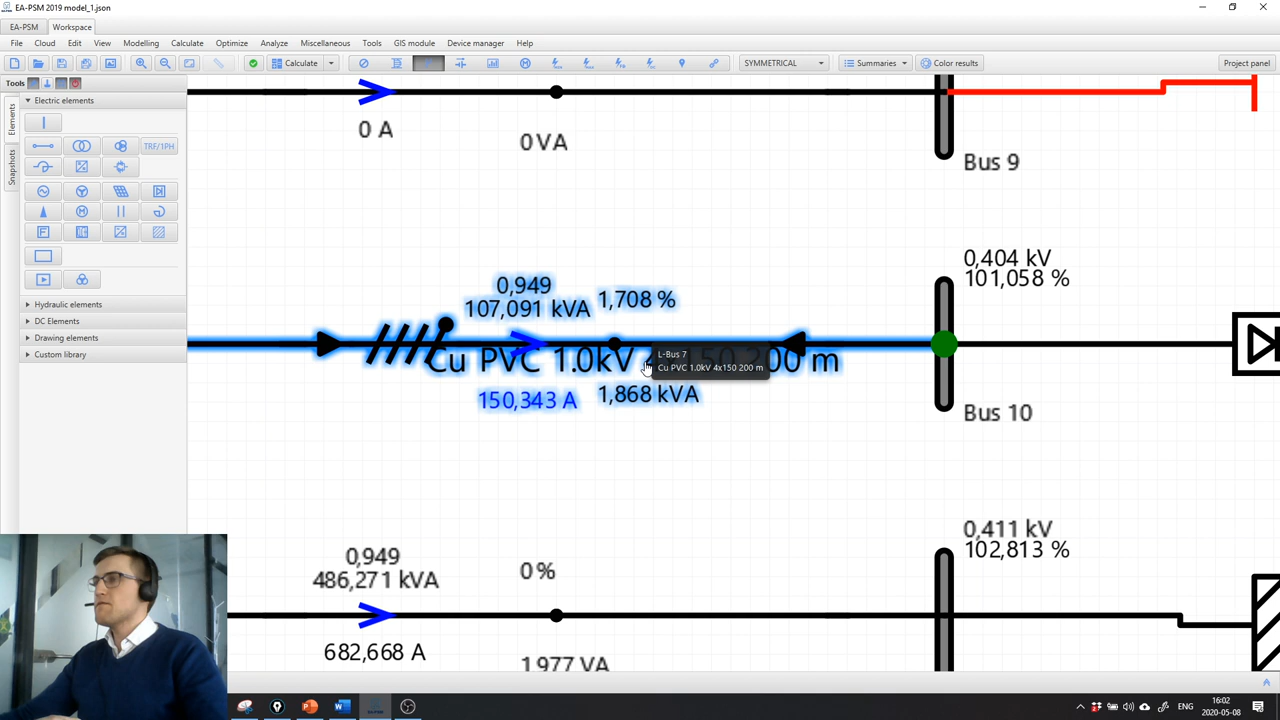 EA-PSM 2019 model_1.json
EA-PSM Workspace
File Cloud Edit View Modelling Calculate Optimize Analyze Miscellaneous Tools GIS module Device manager Help
Calculate SYMMETRICAL Summaries Color results Project panel
Tools
Elements
Snapshots
Electric elements
TRF/1PH
Hydraulic elements
DC Elements
Drawing elements
Custom library
0 A
0 VA
Bus 9
0,404 kV
101,058 %
0,949
107,091 kVA
1,708 %
Cu PVC 1.0kV 4x150 200 m
L-Bus 7
Cu PVC 1.0kV 4x150 200 m
150,343 A
1,868 kVA
Bus 10
0,411 kV
102,813 %
0,949
486,271 kVA
0 %
682,668 A
1 977 VA
ENG
16:02
2020-05-08